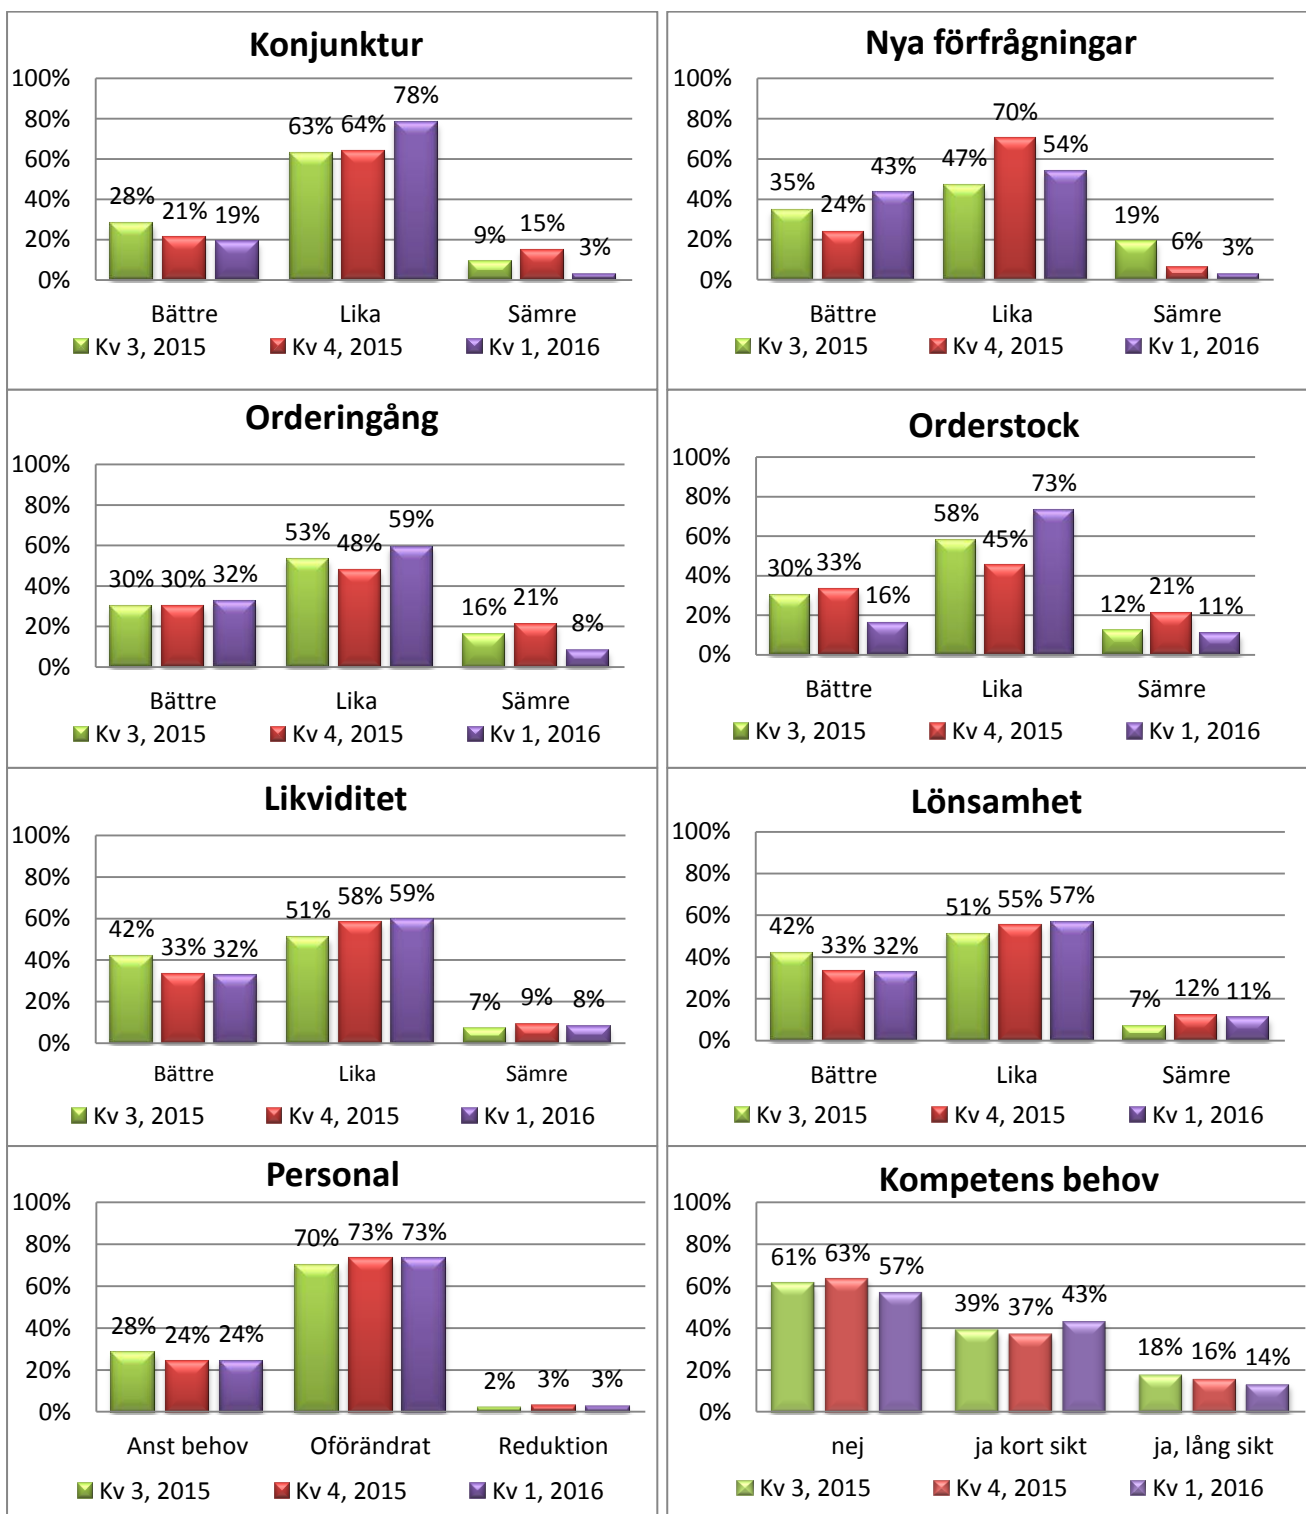 Konjunktur
100%
80%
60%
40%
20%
0%
28%
21%
19%
63%
64%
78%
9%
15%
3%
Bättre
Lika
Sämre
Kv 3, 2015
Kv 4, 2015
Kv 1, 2016
Nya förfrågningar
100%
80%
60%
40%
20%
0%
35%
24%
43%
47%
70%
54%
19%
6%
3%
Bättre
Lika
Sämre
Kv 3, 2015
Kv 4, 2015
Kv 1, 2016
Orderingång
100%
80%
60%
40%
20%
0%
30%
30%
32%
53%
48%
59%
16%
21%
8%
Bättre
Lika
Sämre
Kv 3, 2015
Kv 4, 2015
Kv 1, 2016
Orderstock
100%
80%
60%
40%
20%
0%
30%
33%
16%
58%
45%
73%
12%
21%
11%
Bättre
Lika
Sämre
Kv 3, 2015
Kv 4, 2015
Kv 1, 2016
Likviditet
100%
80%
60%
40%
20%
0%
42%
33%
32%
51%
58%
59%
7%
9%
8%
Bättre
Lika
Sämre
Kv 3, 2015
Kv 4, 2015
Kv 1, 2016
Lönsamhet
100%
80%
60%
40%
20%
0%
42%
33%
32%
51%
55%
57%
7%
12%
11%
Bättre
Lika
Sämre
Kv 3, 2015
Kv 4, 2015
Kv 1, 2016
Personal
100%
80%
60%
40%
20%
0%
28%
24%
24%
70%
73%
73%
2%
3%
3%
Anst behov
Oförändrat
Reduktion
Kv 3, 2015
Kv 4, 2015
Kv 1, 2016
Kompetens behov
100%
80%
60%
40%
20%
0%
61%
63%
57%
39%
37%
43%
18%
16%
14%
nej
ja kort sikt
ja, lång sikt
Kv 3, 2015
Kv 4, 2015
Kv 1, 2016